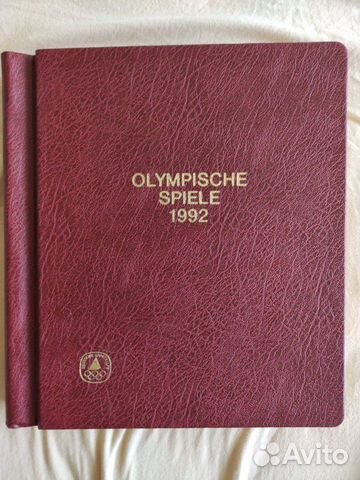 OLYMPISCHE
SPIELE
1992
Avito